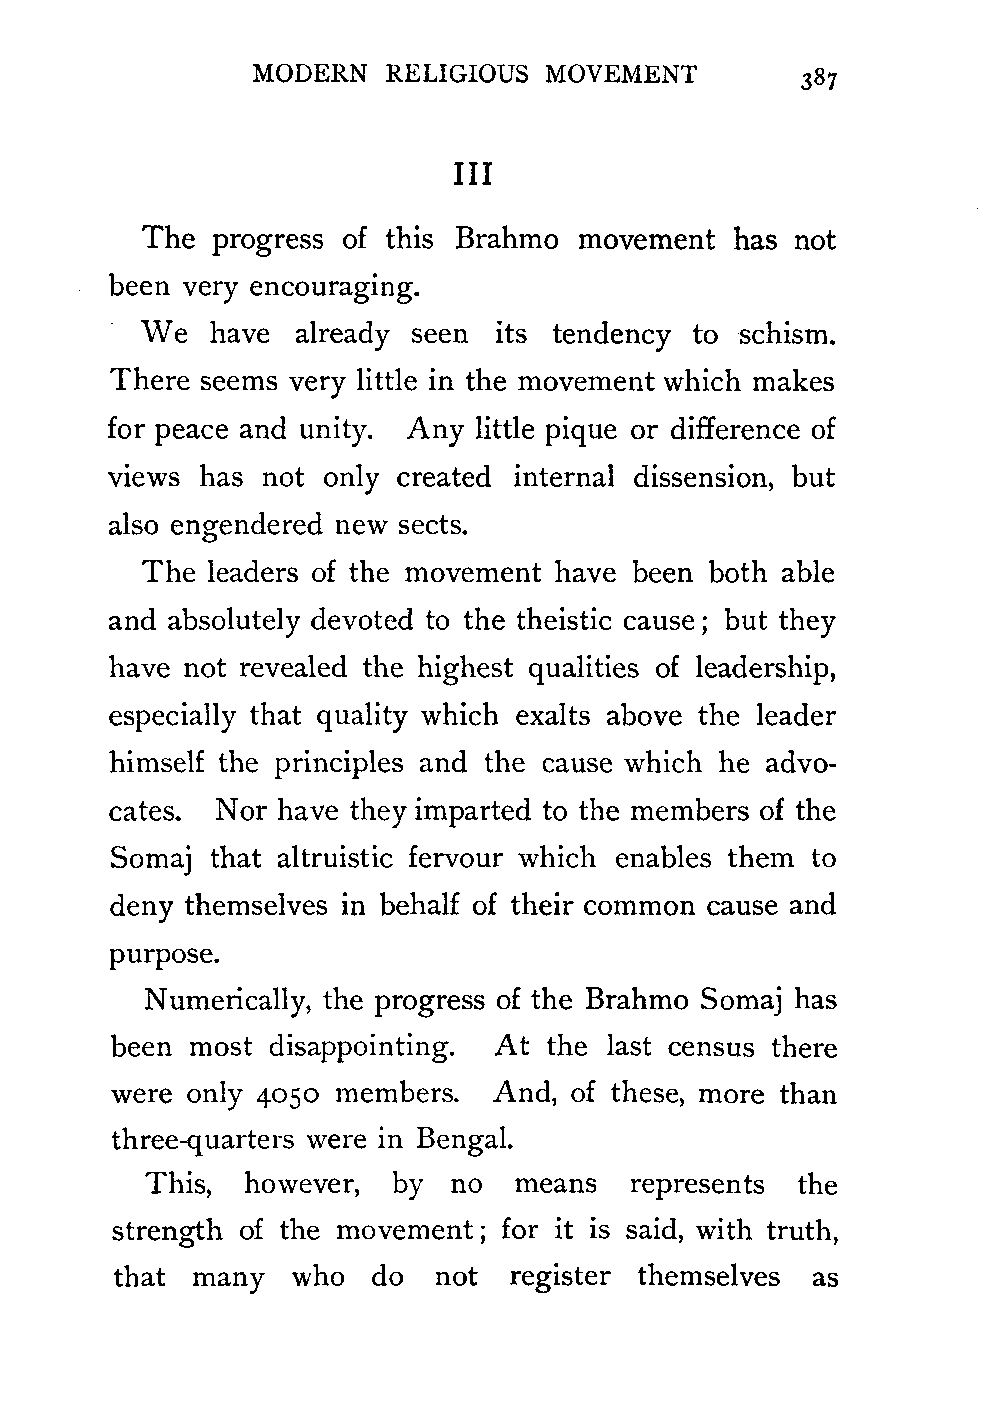 MODERN RELIGIOUS MOVEMENT 387
III
The progress of this Brahmo movement has not
been very encouraging.
We have already seen its tendency to schism.
There seems very little in the movement which makes
for peace and unity. Any little pique or difference of
views has not only created internal dissension, but
also engendered new sects.
The leaders of the movement have been both able
and absolutely devoted to the theistic cause; but they
have not revealed the highest qualities of leadership,
especially that quality which exalts above the leader
himself the principles and the cause which he advo-
cates. Nor have they imparted to the members of the
Somaj that altruistic fervour which enables them to
deny themselves in behalf of their common cause and
purpose.
Numerically, the progress of the Brahmo Somaj has
been most disappointing. At the last census there
were only 4050 members. And, of these, more than
three-quarters were in Bengal.
This, however, by no means represents the
strength of the movement; for it is said, with truth,
that many who do not register themselves as